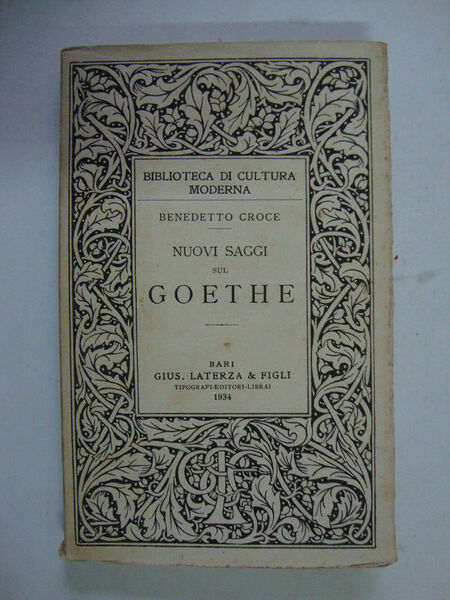 BIBLIOTECA DI CULTURA
MODERNA
BENEDETTO CROCE
NUOVI SAGGI
SUL
GOETHE
BARI
GIUS. LATERZA & FIGLI
TIPOGRAFI-EDITORI-LIBRAI
1934